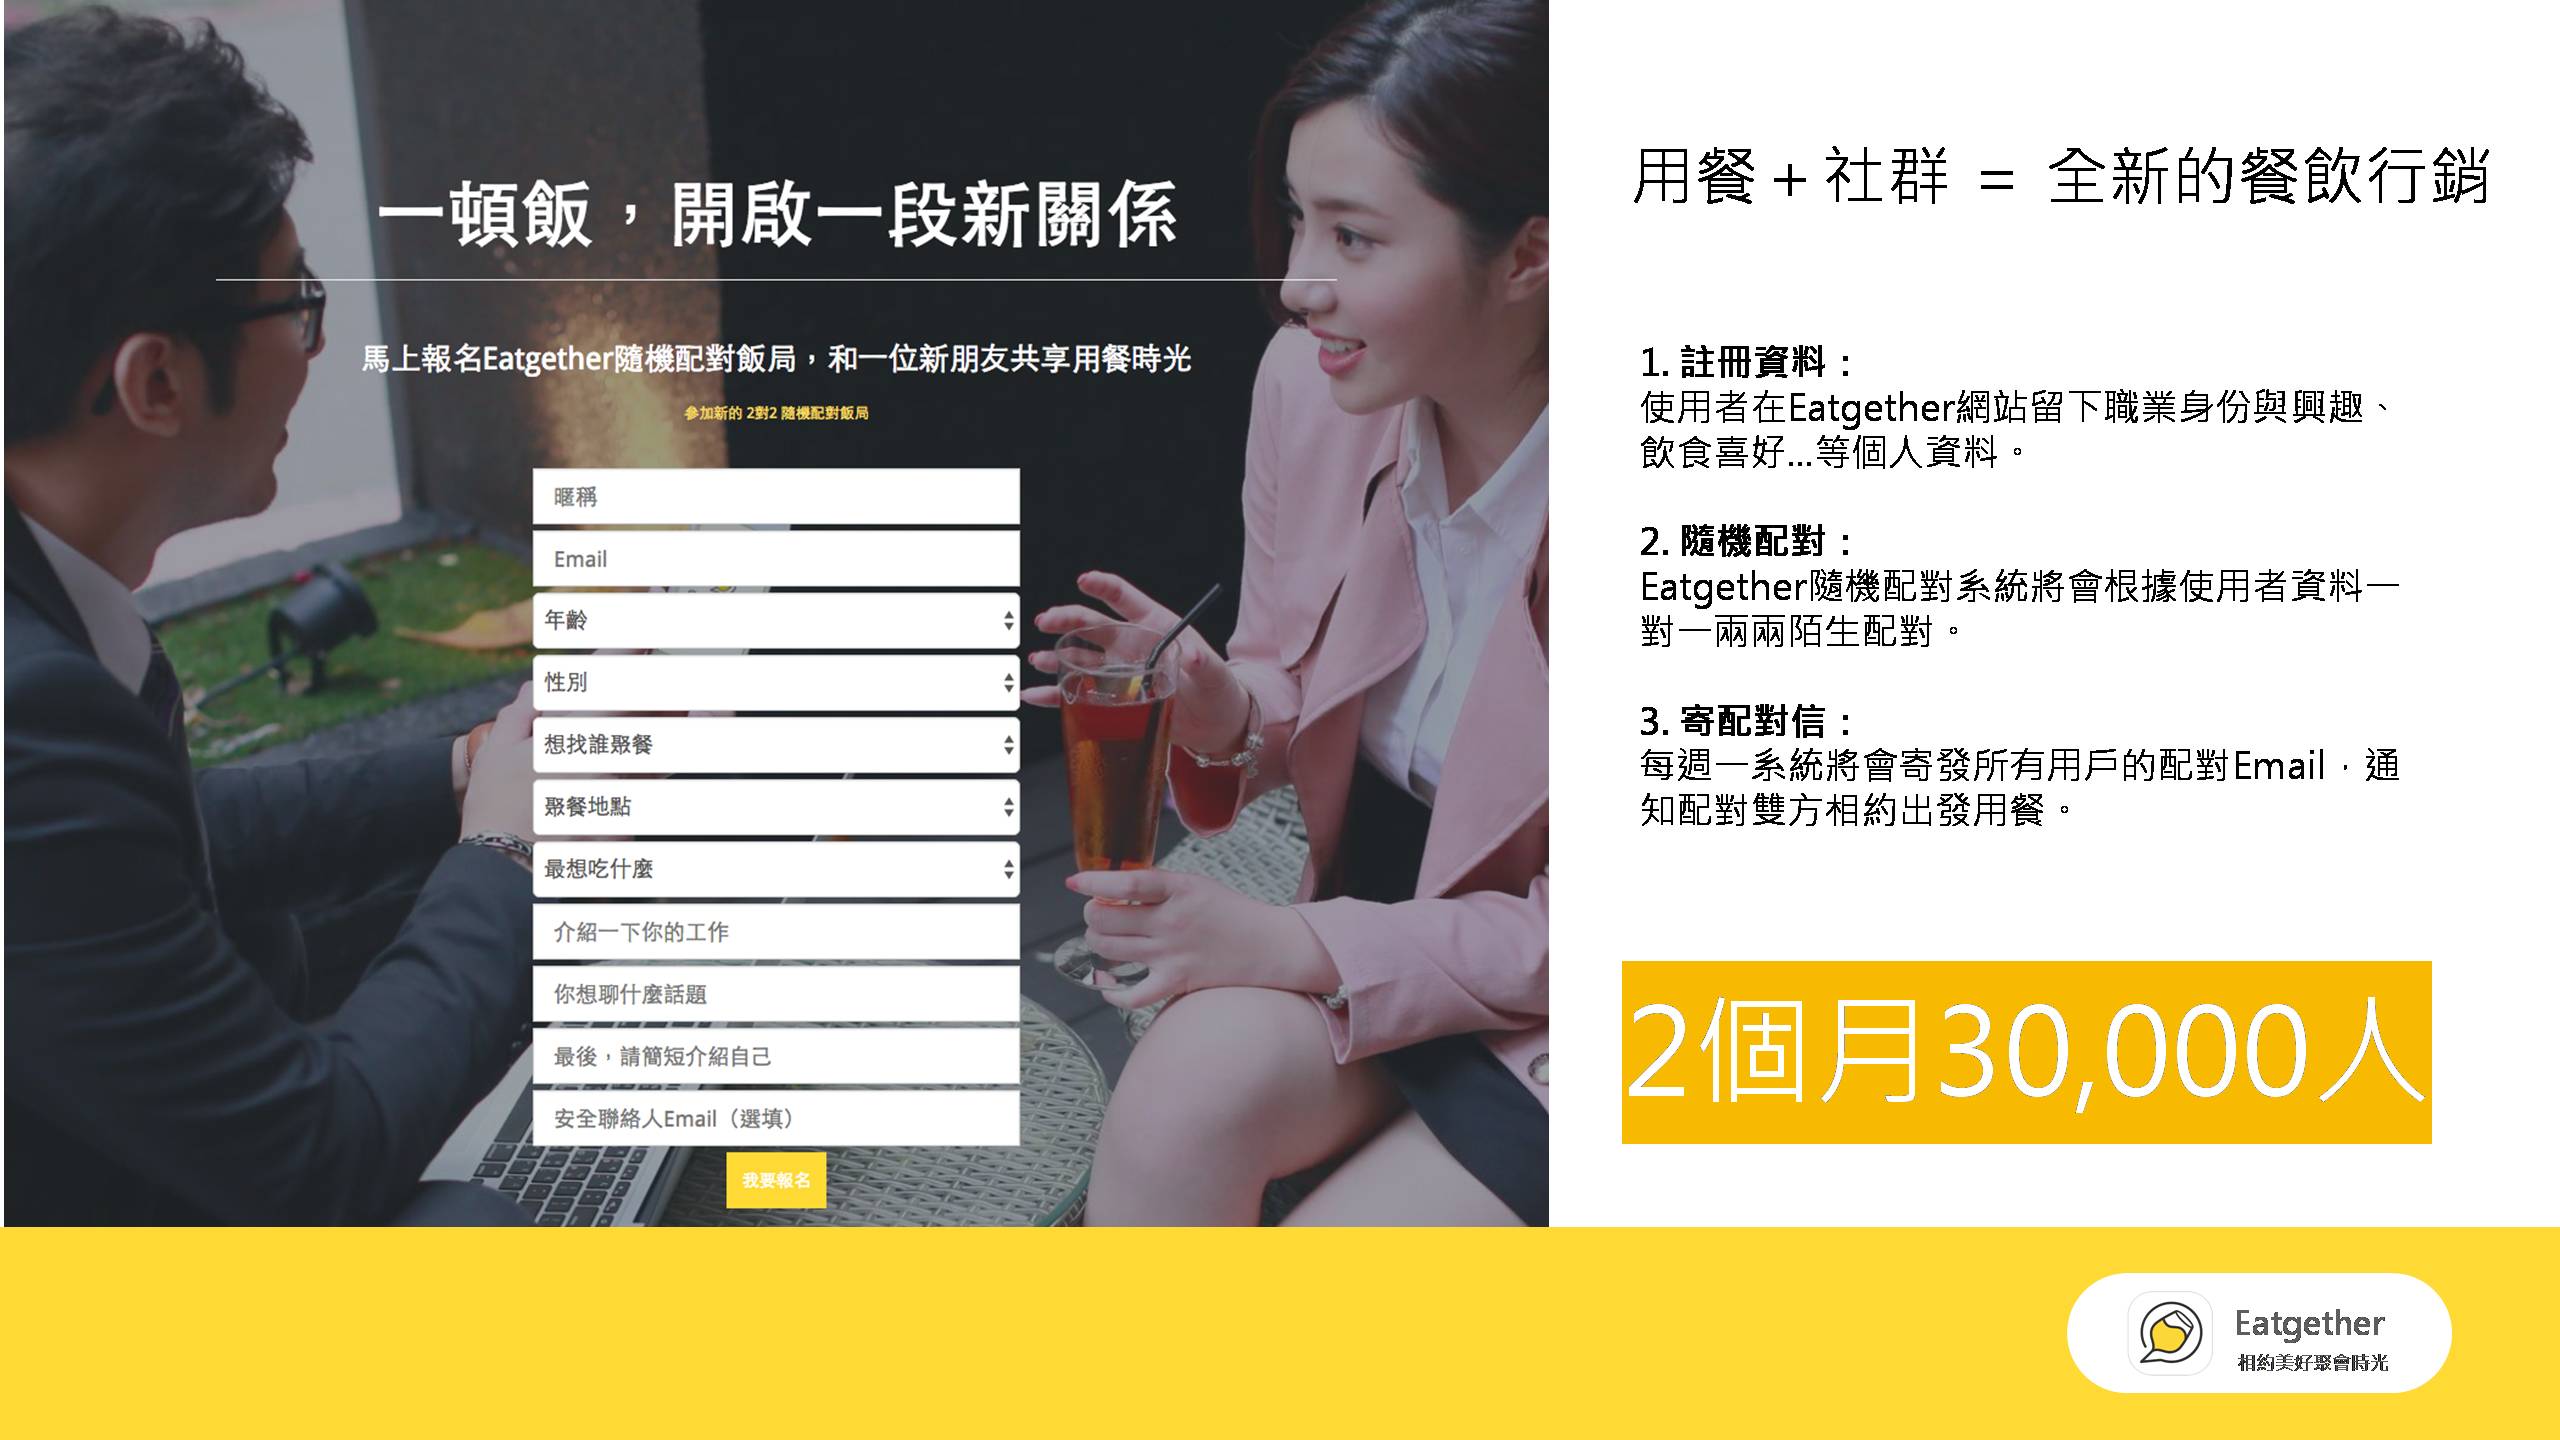 一頓飯，開啟一段新關係
馬上報名Eatgether隨機配對飯局，和一位新朋友共享用餐時光
參加新的 2對2 隨機配對飯局
暱稱
Email
年齡
性別
想找誰聚餐
聚餐地點
最想吃什麼
介紹一下你的工作
你想聊什麼話題
最後，請簡短介紹自己
安全聯絡人Email（選填）
我要報名
用餐＋社群 ＝ 全新的餐飲行銷
1. 註冊資料：
使用者在Eatgether網站留下職業身份與興趣、
飲食喜好...等個人資料。
2. 隨機配對：
Eatgether隨機配對系統將會根據使用者資料一
對一兩兩陌生配對。
3. 寄配對信：
每週一系統將會寄發所有用戶的配對Email，通
知配對雙方相約出發用餐。
2個月30,000人
Eatgether
相約美好聚會時光